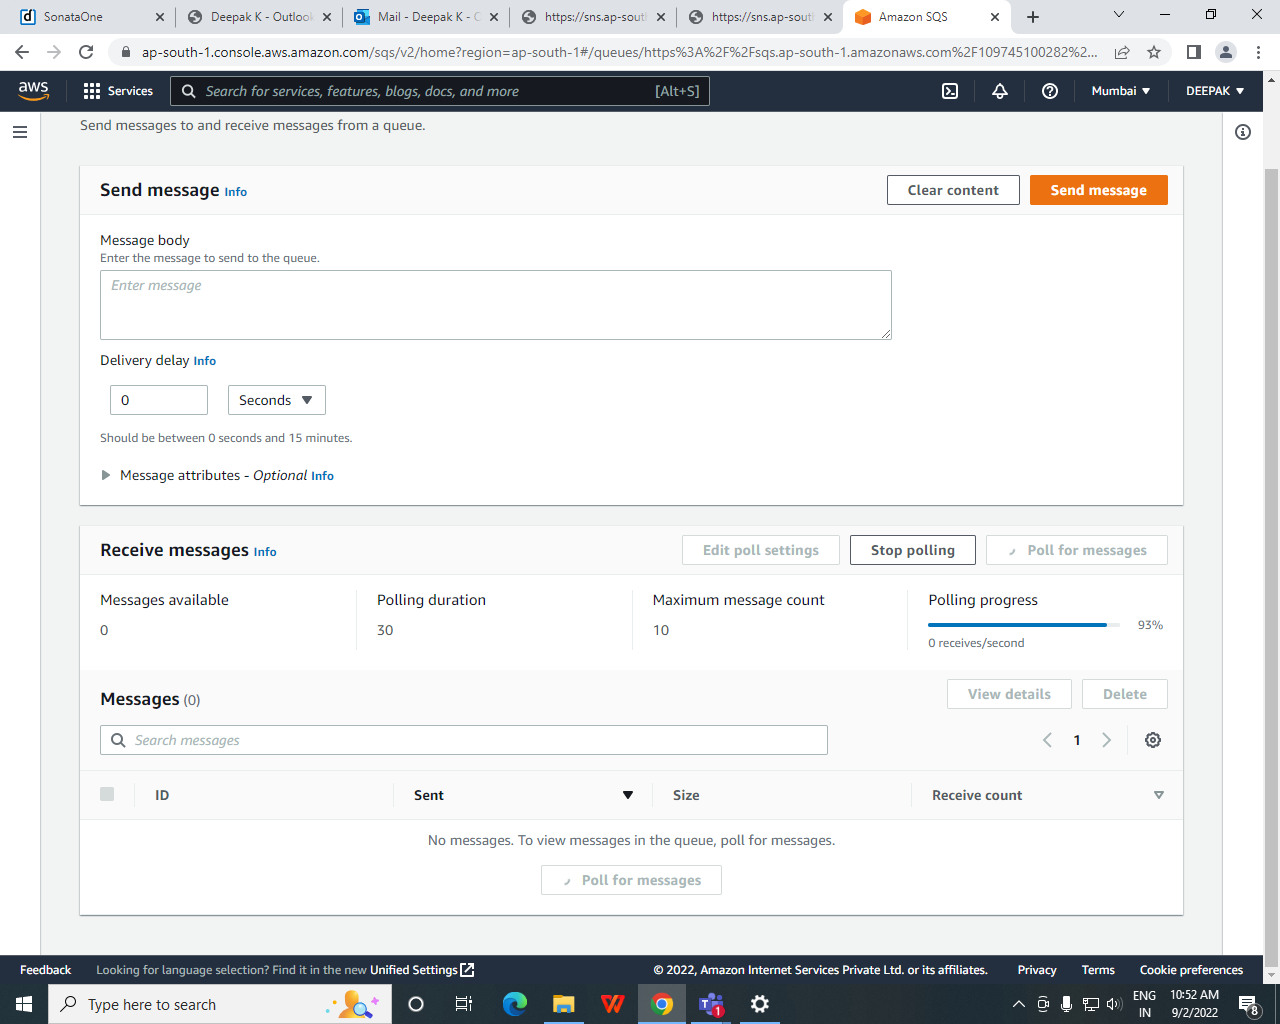 SonataOne
Deepak K - Outlook
Mail - Deepak K - O
https://sns.ap-sout
https://sns.ap-sout
Amazon SQS
ap-south-1.console.aws.amazon.com/sqs/v2/home?region=ap-south-1#/queues/https%3A%2F%2Fsqs.ap-south-1.amazonaws.com%2F109745100282%2...
aws
Services
Search for services, features, blogs, docs, and more
[Alt+S]
Mumbai
DEEPAK
Send messages to and receive messages from a queue.
Send message Info
Clear content
Send message
Message body
Enter the message to send to the queue.
Enter message
Delivery delay Info
0
Seconds
Should be between 0 seconds and 15 minutes.
Message attributes - Optional Info
Receive messages Info
Edit poll settings
Stop polling
Poll for messages
Messages available
0
Polling duration
30
Maximum message count
10
Polling progress
93%
0 receives/second
Messages (0)
View details
Delete
Search messages
1
ID
Sent
Size
Receive count
No messages. To view messages in the queue, poll for messages.
Poll for messages
Feedback
Looking for language selection? Find it in the new Unified Settings
© 2022, Amazon Internet Services Private Ltd. or its affiliates.
Privacy
Terms
Cookie preferences
Type here to search
1
ENG
IN
10:52 AM
9/2/2022
8